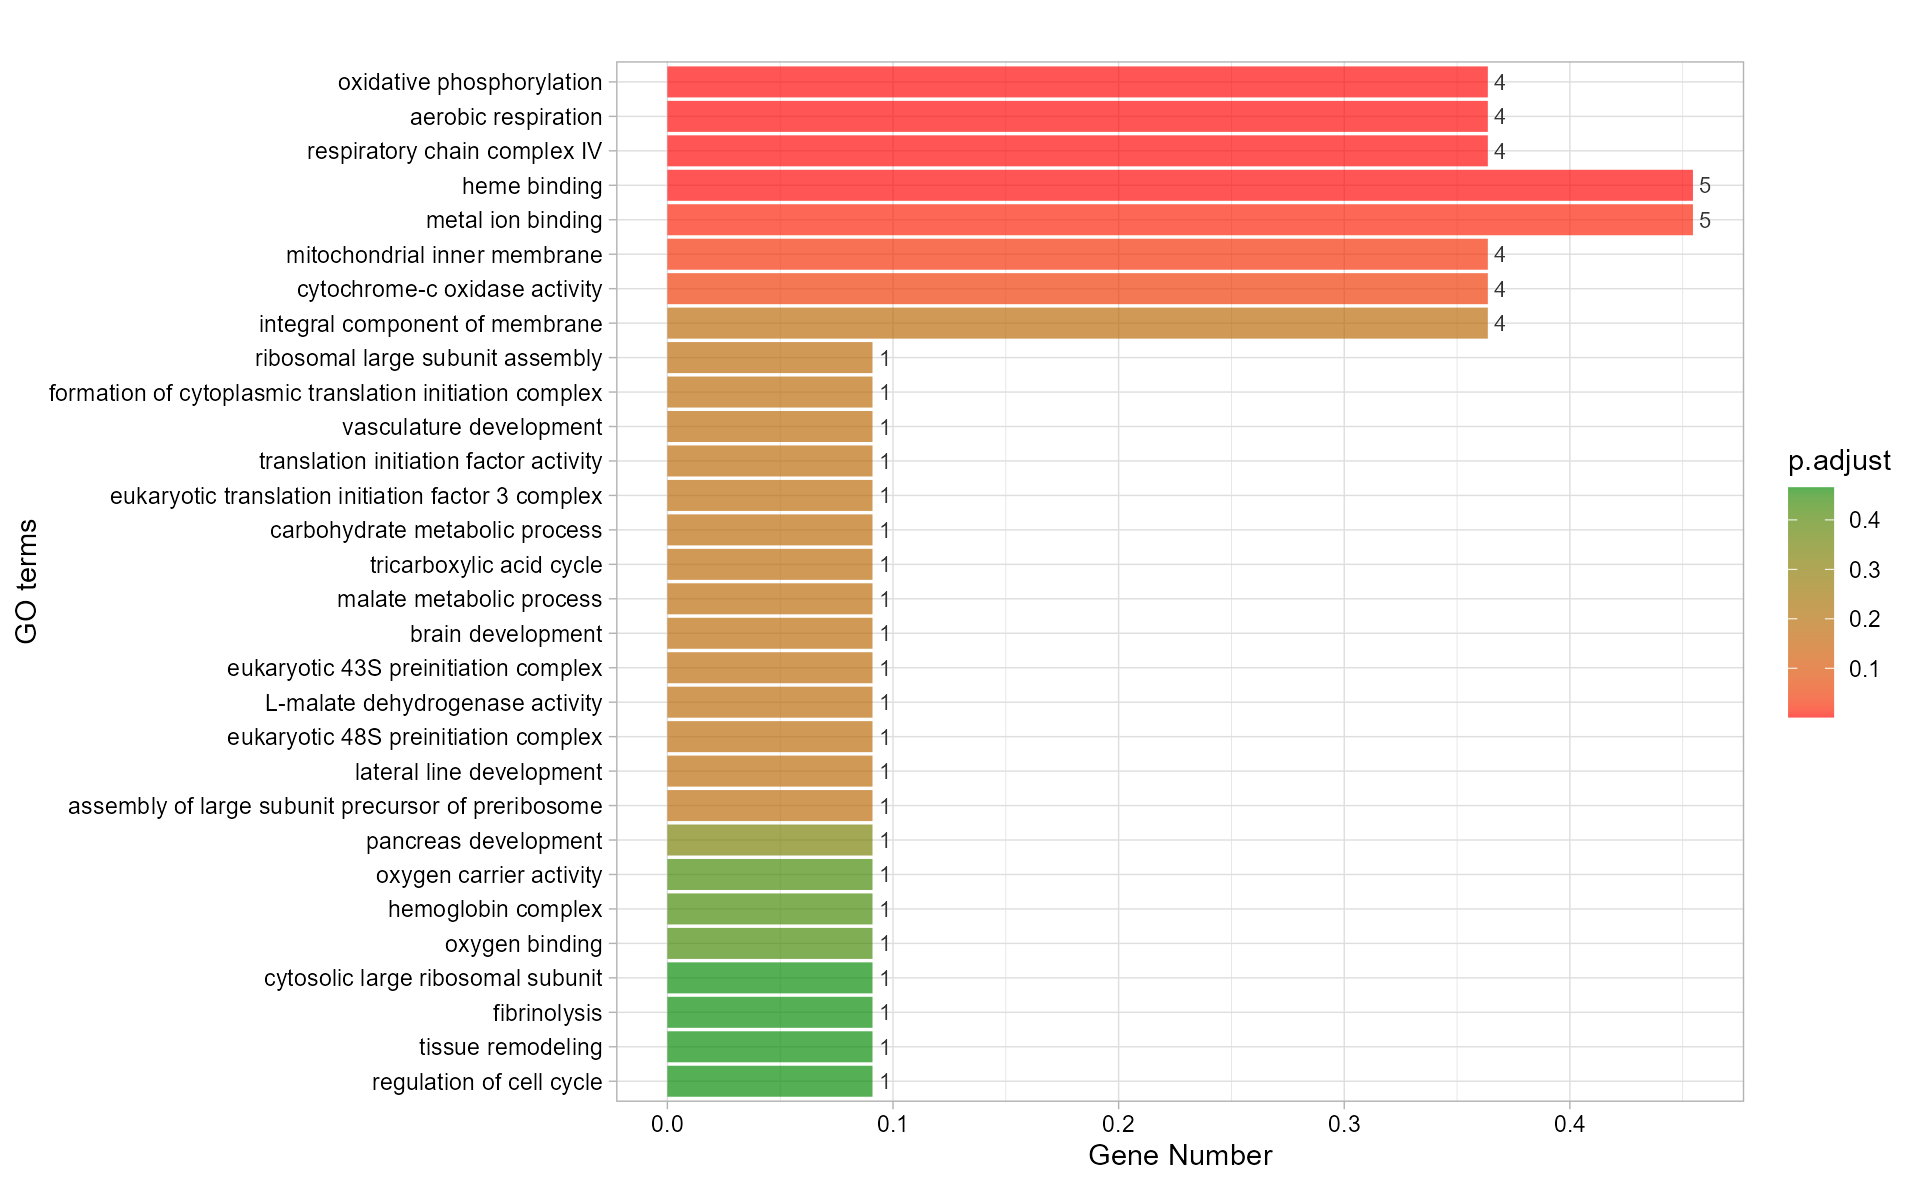 oxidative phosphorylation 4
aerobic respiration 4
respiratory chain complex IV 4
heme binding 5
metal ion binding 5
mitochondrial inner membrane 4
cytochrome-c oxidase activity 4
integral component of membrane 4
ribosomal large subunit assembly 1
formation of cytoplasmic translation initiation complex 1
vasculature development 1
translation initiation factor activity 1
eukaryotic translation initiation factor 3 complex 1
carbohydrate metabolic process 1
tricarboxylic acid cycle 1
malate metabolic process 1
brain development 1
eukaryotic 43S preinitiation complex 1
L-malate dehydrogenase activity 1
eukaryotic 48S preinitiation complex 1
lateral line development 1
assembly of large subunit precursor of preribosome 1
pancreas development 1
oxygen carrier activity 1
hemoglobin complex 1
oxygen binding 1
cytosolic large ribosomal subunit 1
fibrinolysis 1
tissue remodeling 1
regulation of cell cycle 1
GO terms
0.0 0.1 0.2 0.3 0.4
Gene Number
p.adjust
0.4
0.3
0.2
0.1